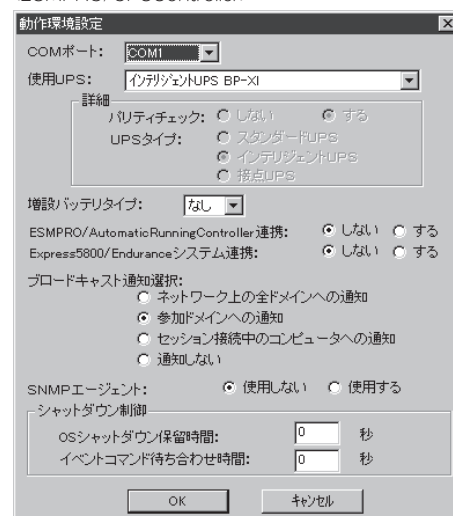 動作環境設定
COMポート: COM1
使用UPS: インテリジェントUPS BP-XI
詳細
パリティチェック: しない する
UPSタイプ: スタンダードUPS
インテリジェントUPS
接点UPS
増設バッテリタイプ: なし
ESMPRO/AutomaticRunningController連携: しない する
Express5800/Enduranceシステム連携: しない する
ブロードキャスト通知選択:
ネットワーク上の全ドメインへの通知
参加ドメインへの通知
セッション接続中のコンピュータへの通知
通知しない
SNMPエージェント: 使用しない 使用する
シャットダウン制御
OSシャットダウン保留時間: 0 秒
イベントコマンド待ち合わせ時間: 0 秒
OK キャンセル